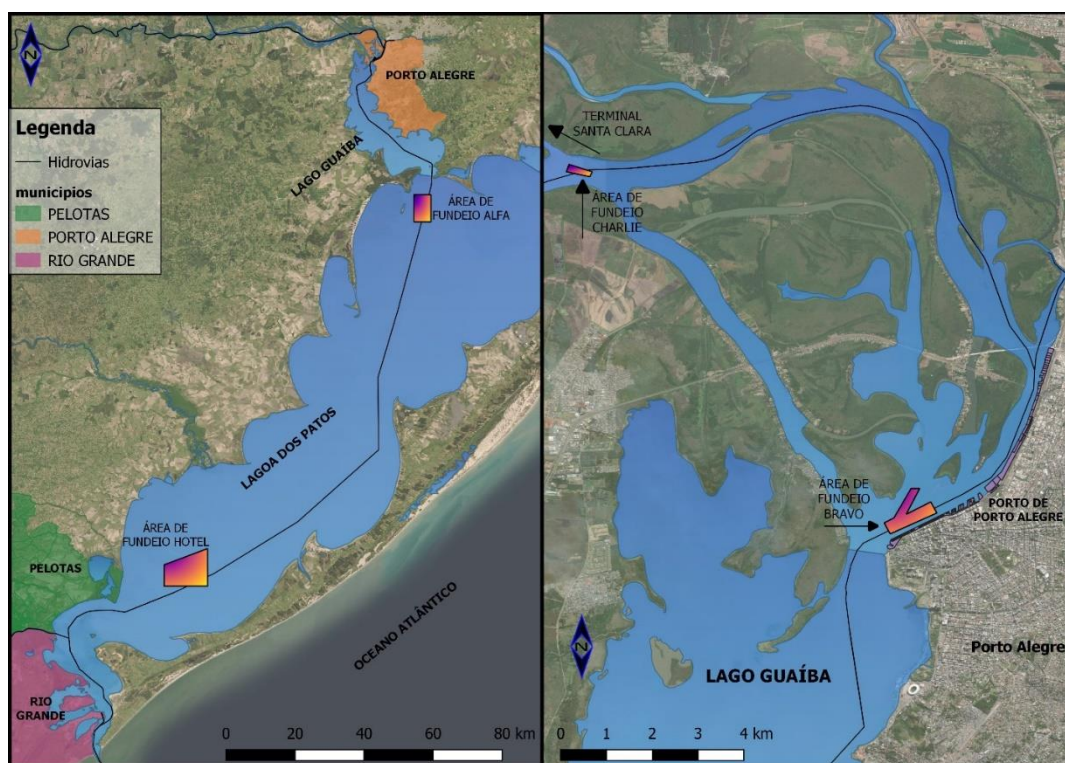 N
PORTO ALEGRE
Legenda
Hidrovias
municipios
PELOTAS
PORTO ALEGRE
RIO GRANDE
LAGO GUAÍBA
ÁREA DE
FUNDEIO ALFA
LAGOA DOS PATOS
ÁREA DE
FUNDEIO HOTEL
PELOTAS
RIO
GRANDE
OCEANO ATLÂNTICO
0 20 40 60 80 km
TERMINAL
SANTA CLARA
ÁREA DE
FUNDEIO
CHARLIE
ÁREA DE
FUNDEIO
BRAVO
PORTO DE
PORTO ALEGRE
N
Porto Alegre
LAGO GUAÍBA
0 1 2 3 4 km